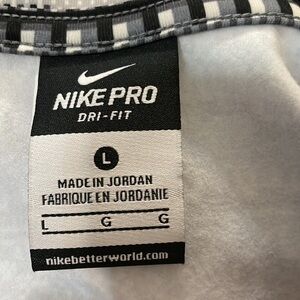 NIKE PRO
DRI-FIT
L
MADE IN JORDAN
FABRIQUE EN JORDANIE
L G G
nikebetterworld.com